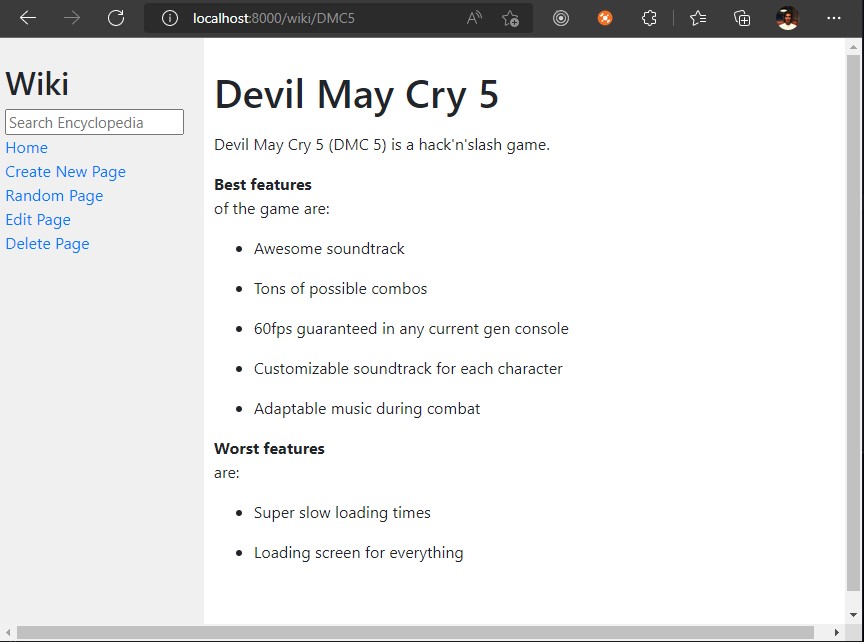 localhost:8000/wiki/DMC5
Wiki
Search Encyclopedia
Home
Create New Page
Random Page
Edit Page
Delete Page
Devil May Cry 5
Devil May Cry 5 (DMC 5) is a hack'n'slash game.
Best features
of the game are:
Awesome soundtrack
Tons of possible combos
60fps guaranteed in any current gen console
Customizable soundtrack for each character
Adaptable music during combat
Worst features
are:
Super slow loading times
Loading screen for everything